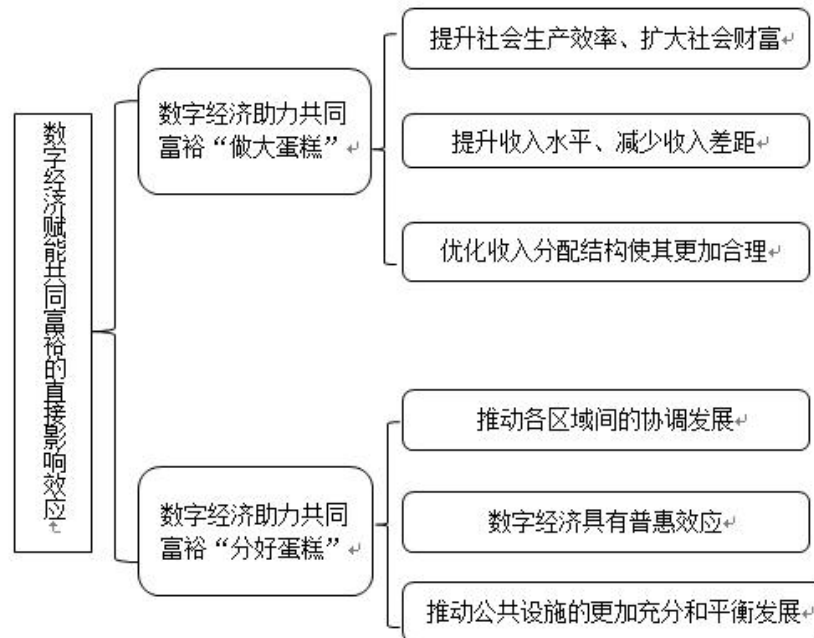 数字经济赋能共同富裕的直接影响效应
数字经济助力共同
富裕“做大蛋糕”
提升社会生产效率、扩大社会财富
提升收入水平、减少收入差距
优化收入分配结构使其更加合理
数字经济助力共同
富裕“分好蛋糕”
推动各区域间的协调发展
数字经济具有普惠效应
推动公共设施的更加充分和平衡发展